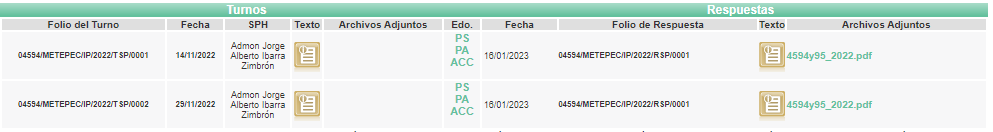 Turnos Respuestas
Folio del Turno Fecha SPH Texto Archivos Adjuntos Edo. Fecha Folio de Respuesta Texto Archivos Adjuntos
04594/METEPEC/IP/2022/TSP/0001 14/11/2022 Admon Jorge Alberto Ibarra Zimbrón PS PA ACC 16/01/2023 04594/METEPEC/IP/2022/RSP/0001 4594y95_2022.pdf
04594/METEPEC/IP/2022/TSP/0002 29/11/2022 Admon Jorge Alberto Ibarra Zimbrón PS PA ACC 16/01/2023 04594/METEPEC/IP/2022/RSP/0001 4594y95_2022.pdf